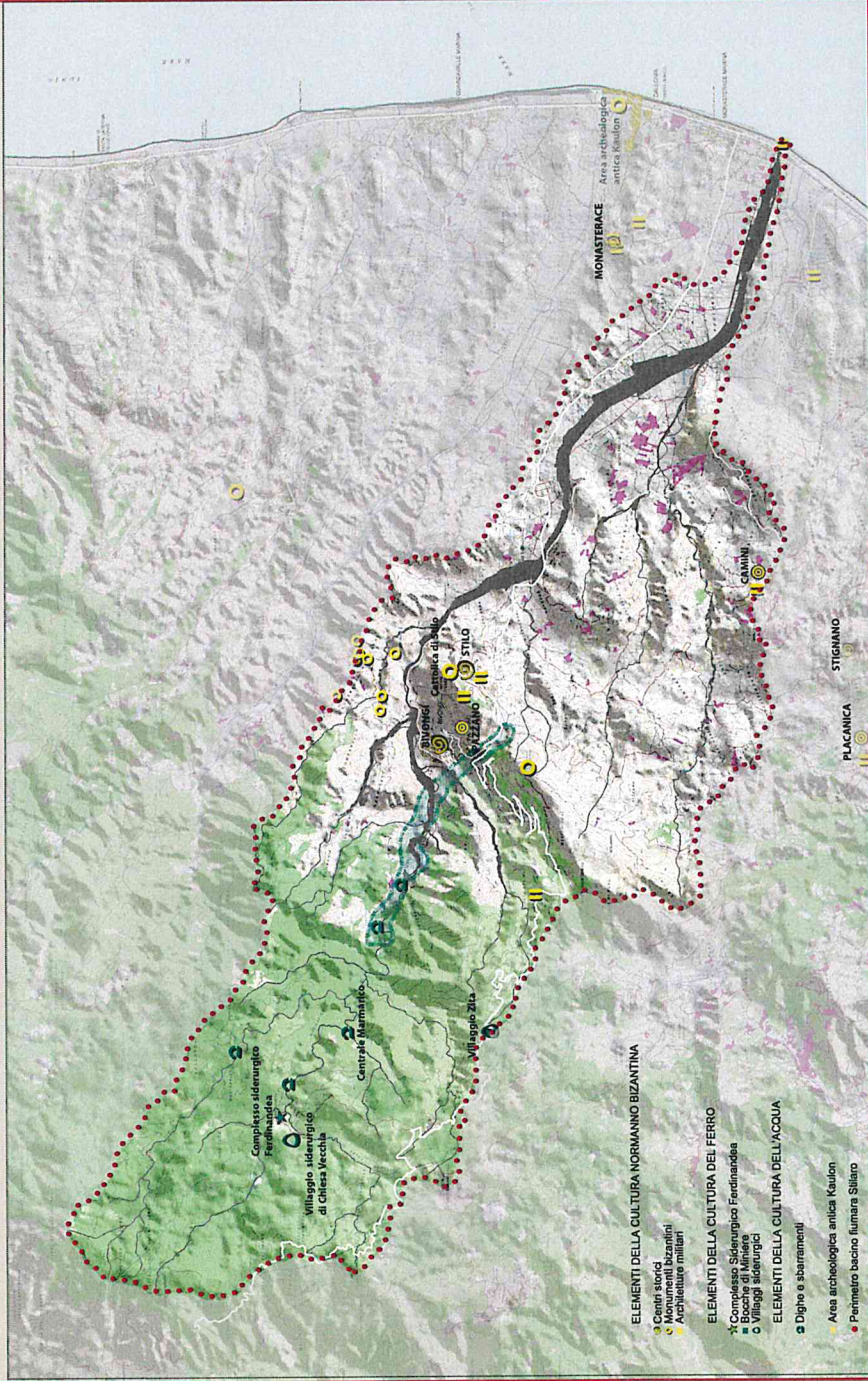 MARE
Area archeologica
antica Kaulon
MONASTERACE
MONASTERACE MARINA
Complesso siderurgico
Ferdinandea
Villaggio siderurgico
di Chiesa Vecchia
Centrale Marmarico
Villaggio Zita
BIVONGI
Cattolica di Stilo
STILO
PAZZANO
CAMINI
STIGNANO
PLACANICA
ELEMENTI DELLA CULTURA NORMANNO BIZANTINA
Centri storici
Monumenti bizantini
Architetture militari
ELEMENTI DELLA CULTURA DEL FERRO
Complesso Siderurgico Ferdinandea
Bocche di Miniere
Villaggi siderurgici
ELEMENTI DELLA CULTURA DELL'ACQUA
Dighe e sbarramenti
Area archeologica antica Kaulon
Perimetro bacino fiumara Stilaro